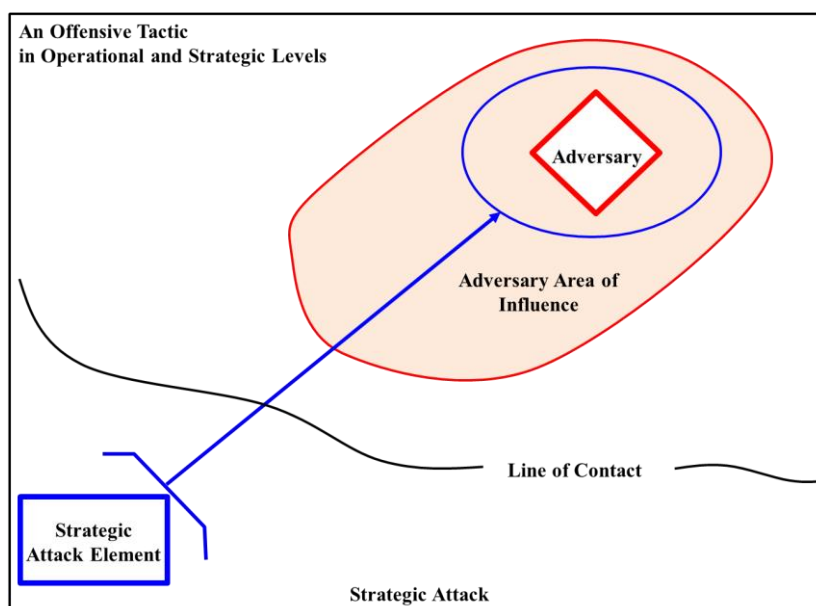 An Offensive Tactic
in Operational and Strategic Levels
Adversary
Adversary Area of
Influence
Line of Contact
Strategic
Attack Element
Strategic Attack